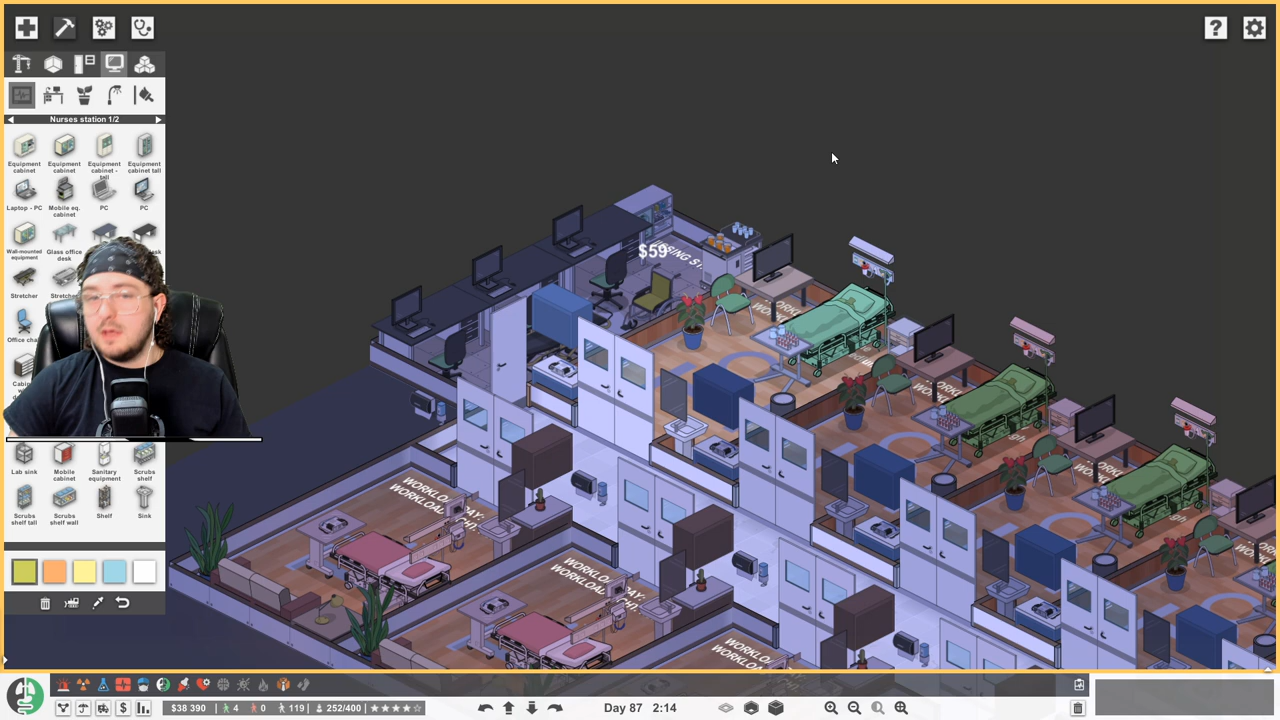 ?
Nurses station 1/2
Equipment cabinet
Equipment cabinet
Equipment cabinet - tall
Equipment cabinet tall
Laptop - PC
Mobile eq. cabinet
PC
PC
Wall-mounted equipment
Glass office desk
Stretcher
Lab sink
Mobile cabinet
Sanitary equipment
Scrubs shelf
Scrubs shelf tall
Scrubs shelf wall
Shelf
Sink
$59
$38 390
4
0
119
252/400
Day 87 2:14